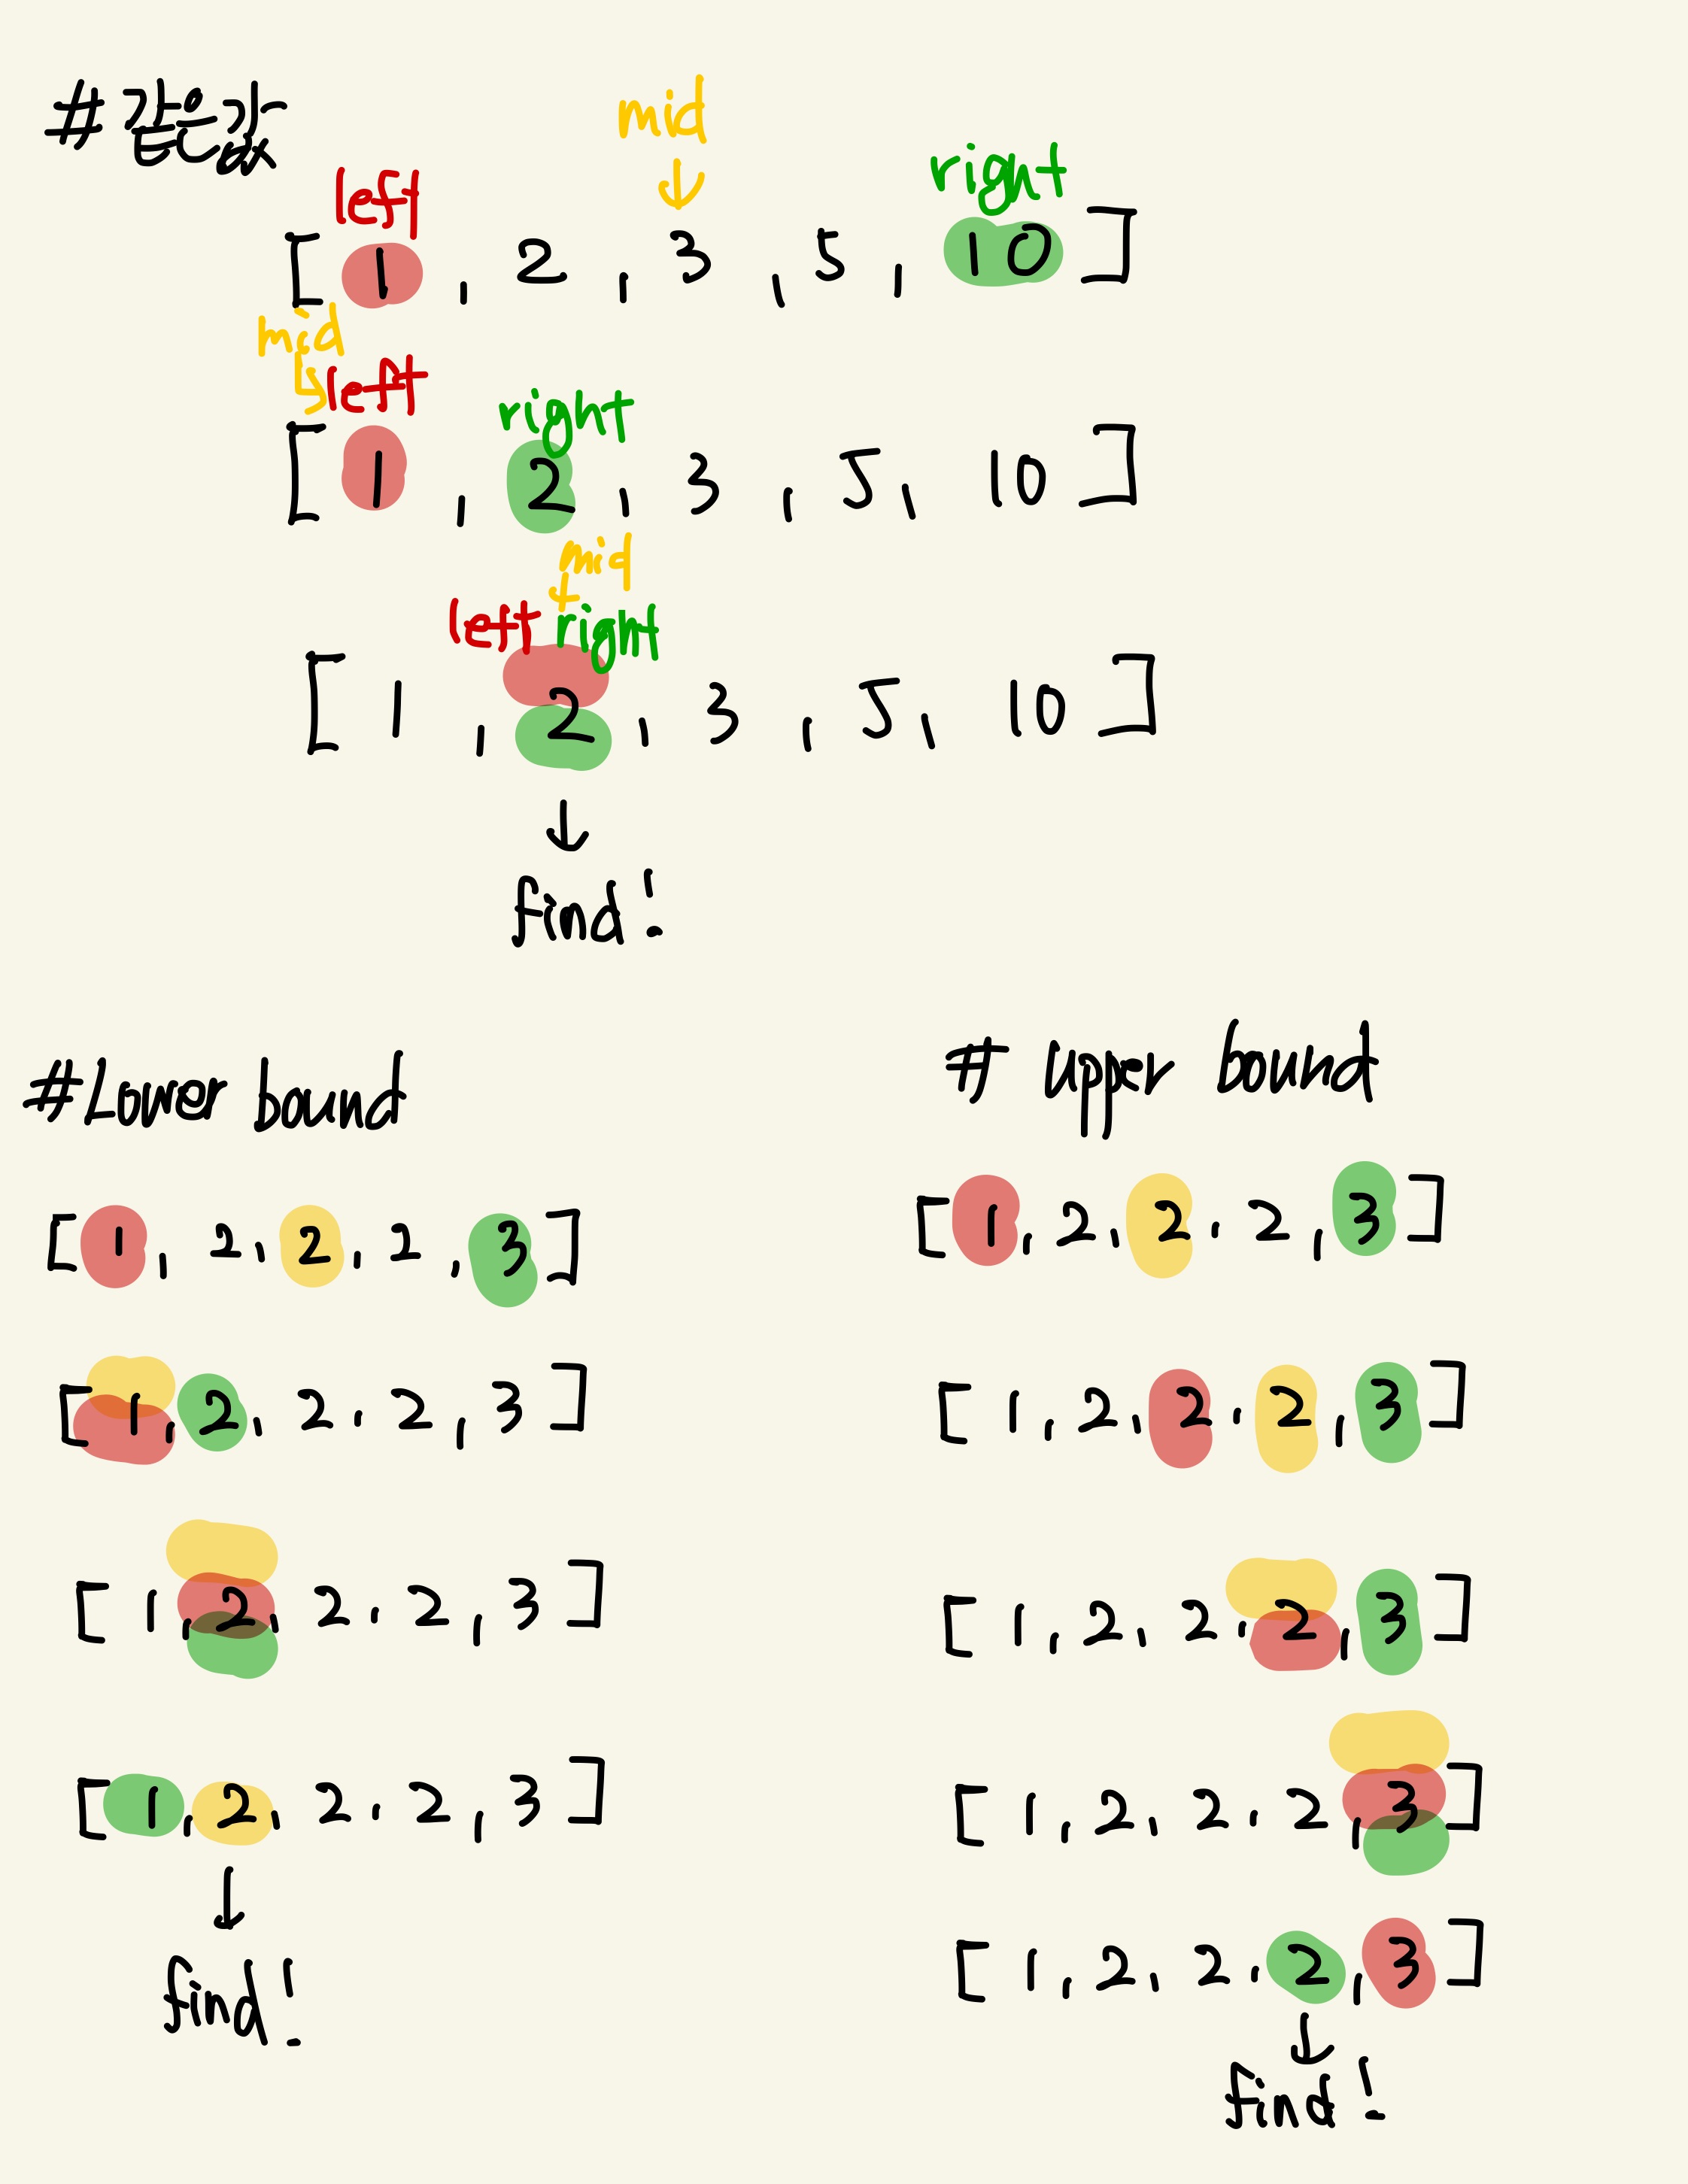 #같은값
mid
left right
[ 1 , 2 , 3 , 5 , 10 ]
mid
left right
[ 1 , 2 , 3 , 5, 10 ]
mid
left right
[ 1 , 2 , 3 , 5, 10 ]
↓
find!
#Lower bound
[ 1, 2, 2, 2, 3 ]
[ 1, 2, 2, 2, 3 ]
[ 1, 2, 2, 2, 3 ]
[ 1, 2, 2, 2, 3 ]
↓
find!
# upper bound
[ 1, 2, 2, 2, 3 ]
[ 1, 2, 2, 2, 3 ]
[ 1, 2, 2, 2, 3 ]
[ 1, 2, 2, 2, 3 ]
[ 1, 2, 2, 2, 3 ]
↓
find!